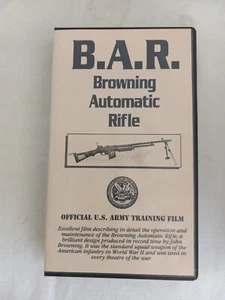 B.A.R.
Browning
Automatic
Rifle
OFFICIAL U.S. ARMY TRAINING FILM
Excellent film describing in detail the operation and
maintenance of the Browning Automatic Rifle, a
brilliant design produced in record time by John
Browning. It was the standard squad weapon of the
American infantry in World War II and was used in
every theatre of the war.